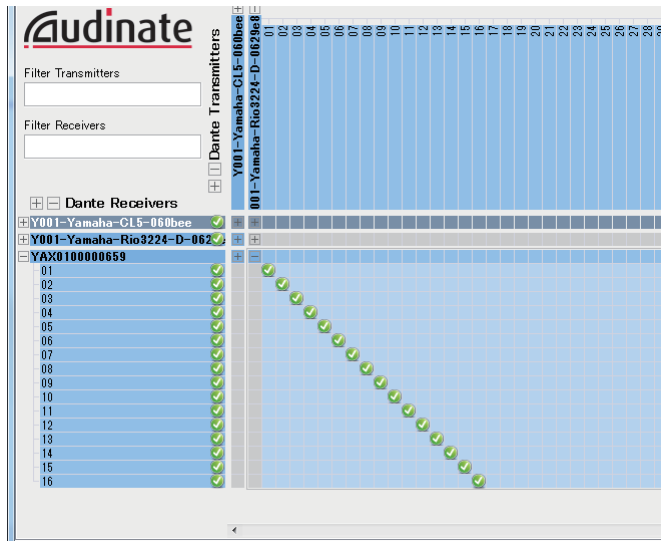 Audinate
Filter Transmitters
Filter Receivers
Dante Transmitters
Y001-Yamaha-CL5-060bee
001-Yamaha-Rio3224-D-0629e8
01 02 03 04 05 06 07 08 09 10 11 12 13 14 15 16 17 18 19 20 21 22 23 24 25 26 27 28
Dante Receivers
Y001-Yamaha-CL5-060bee
Y001-Yamaha-Rio3224-D-062
YAX0100000659
01
02
03
04
05
06
07
08
09
10
11
12
13
14
15
16